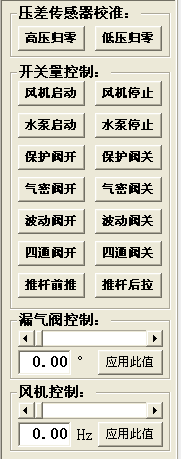 压差传感器校准:
高压归零 低压归零
开关量控制:
风机启动 风机停止
水泵启动 水泵停止
保护阀开 保护阀关
气密阀开 气密阀关
波动阀开 波动阀关
四通阀开 四通阀关
推杆前推 推杆后拉
漏气阀控制:
0.00 ° 应用此值
风机控制:
0.00 Hz 应用此值